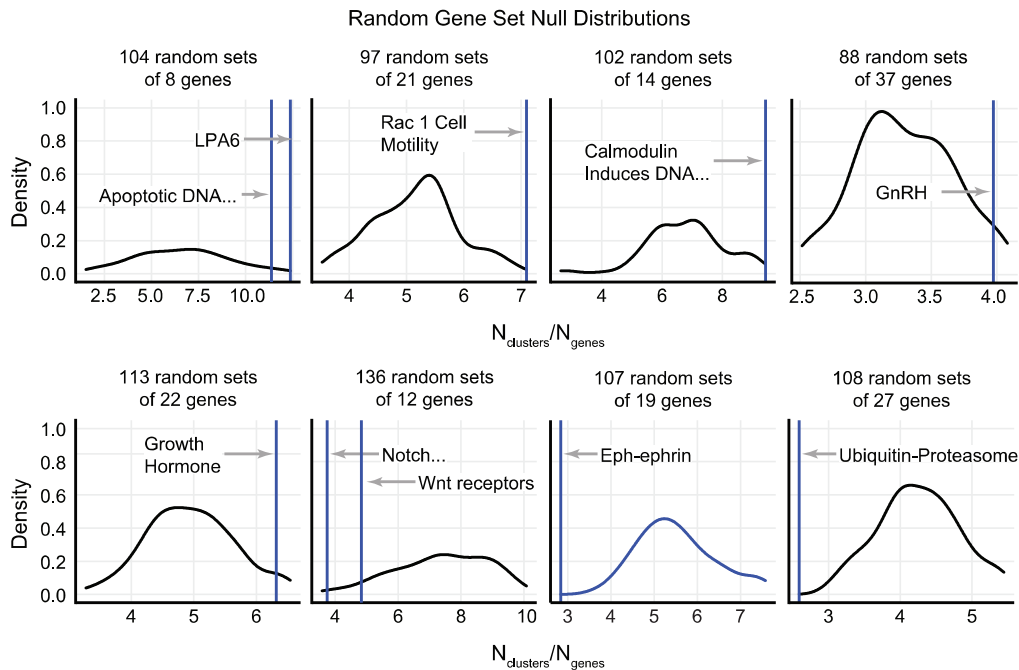 Random Gene Set Null Distributions
104 random sets
of 8 genes
97 random sets
of 21 genes
102 random sets
of 14 genes
88 random sets
of 37 genes
Density
1.0
0.8
0.6
0.4
0.2
0.0
LPA6
Apoptotic DNA...
Rac 1 Cell
Motility
Calmodulin
Induces DNA...
GnRH
2.5 5.0 7.5 10.0
4 5 6 7
4 6 8
2.5 3.0 3.5 4.0
Nclusters/Ngenes
113 random sets
of 22 genes
136 random sets
of 12 genes
107 random sets
of 19 genes
108 random sets
of 27 genes
Density
1.0
0.8
0.6
0.4
0.2
0.0
Growth
Hormone
Notch...
Wnt receptors
Eph-ephrin
Ubiquitin-Proteasome
4 5 6
4 6 8 10
3 4 5 6 7
3 4 5
Nclusters/Ngenes